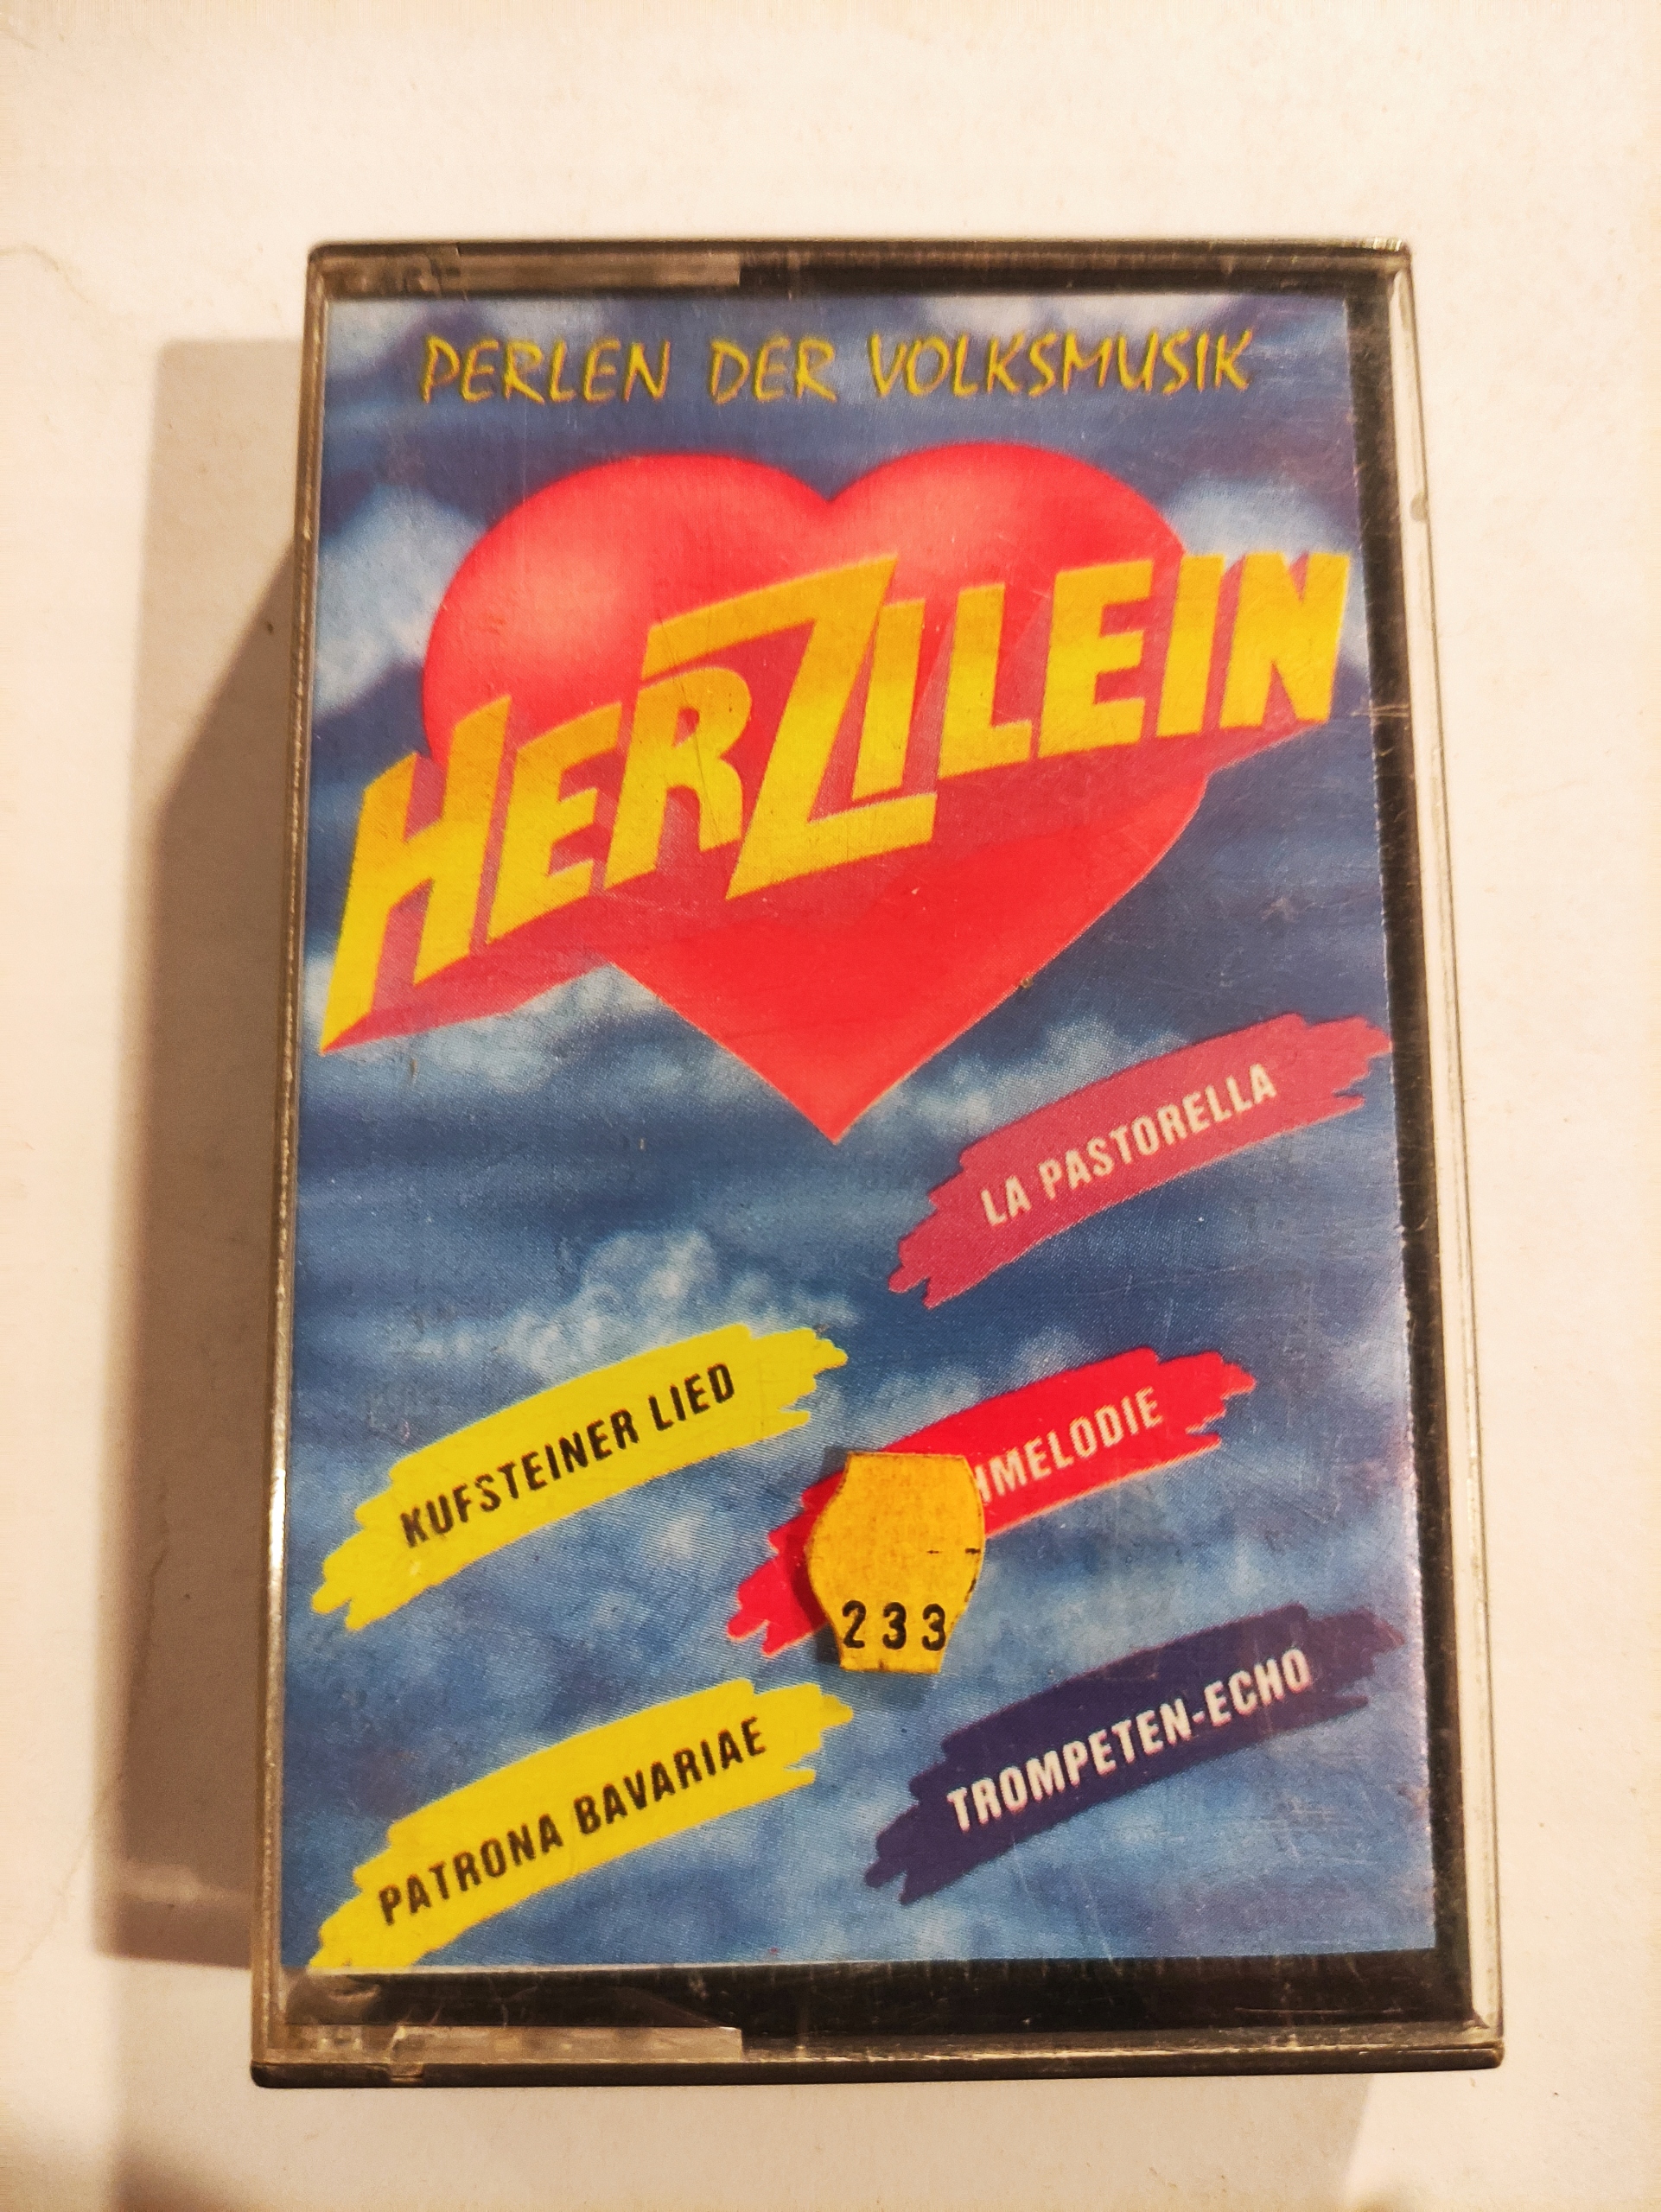 PERLEN DER VOLKSMUSIK
HERZILEIN
LA PASTORELLA
KUFSTEINER LIED
MELODIE
233
PATRONA BAVARIAE
TROMPETEN-ECHO